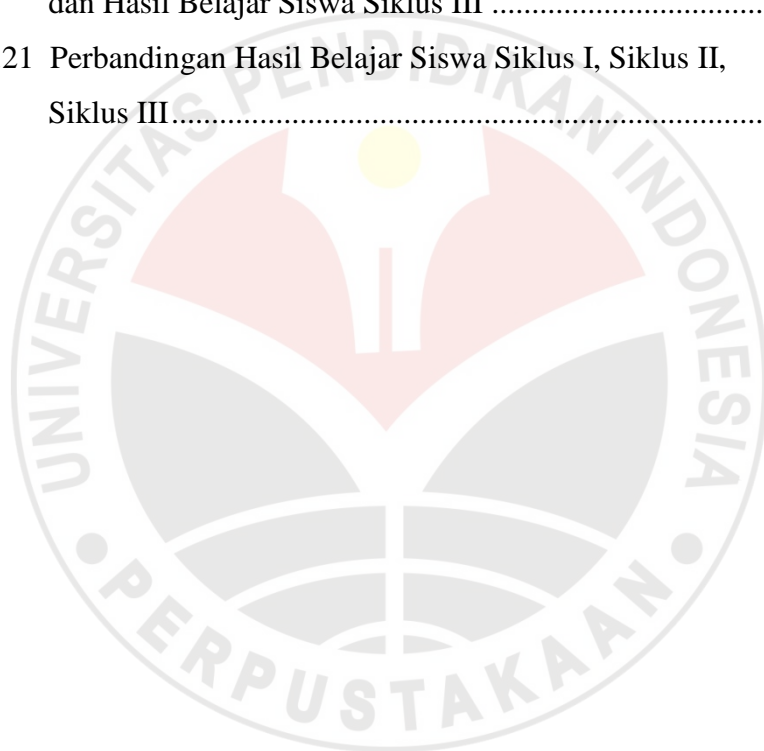 dan Hasil Belajar Siswa Siklus III ..................................
21 Perbandingan Hasil Belajar Siswa Siklus I, Siklus II,
Siklus III..........................................................................
UNIVERSITAS PENDIDIKAN INDONESIA
PERPUSTAKAAN